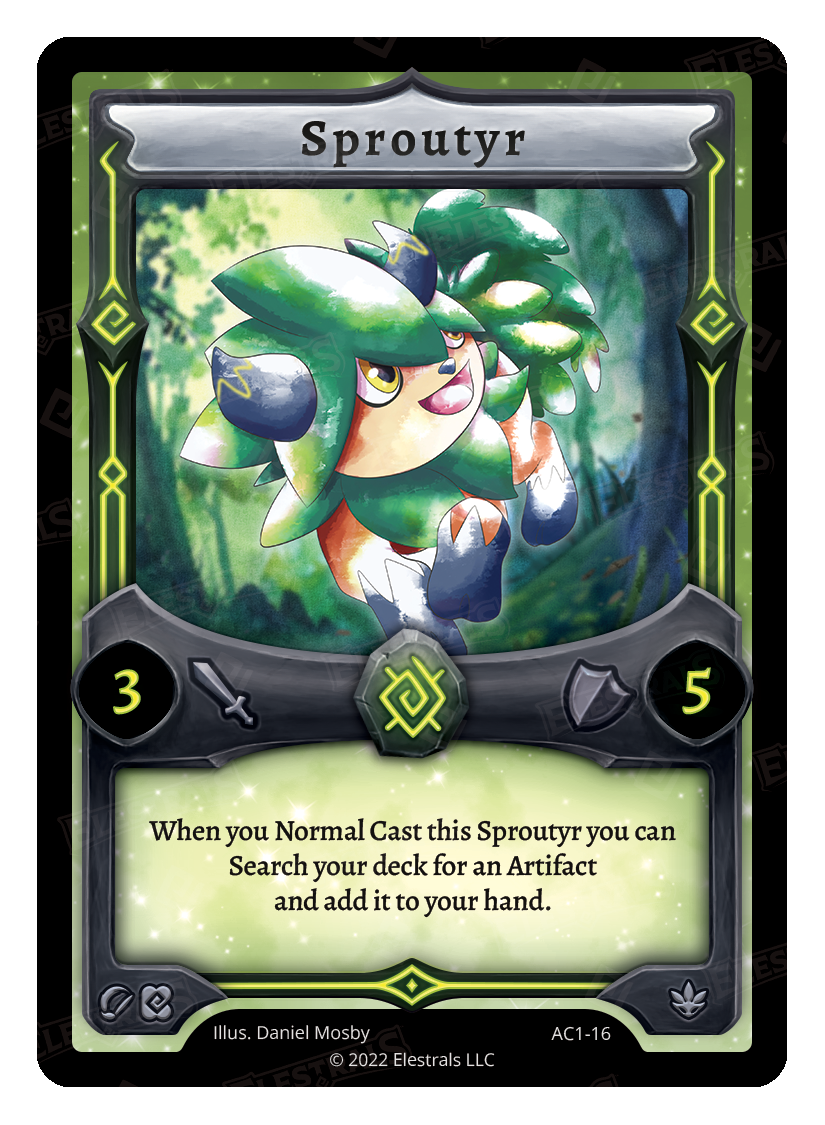 Sproutyr
3
5
When you Normal Cast this Sproutyr you can
Search your deck for an Artifact
and add it to your hand.
Illus. Daniel Mosby
AC1-16
© 2022 Elestrals LLC